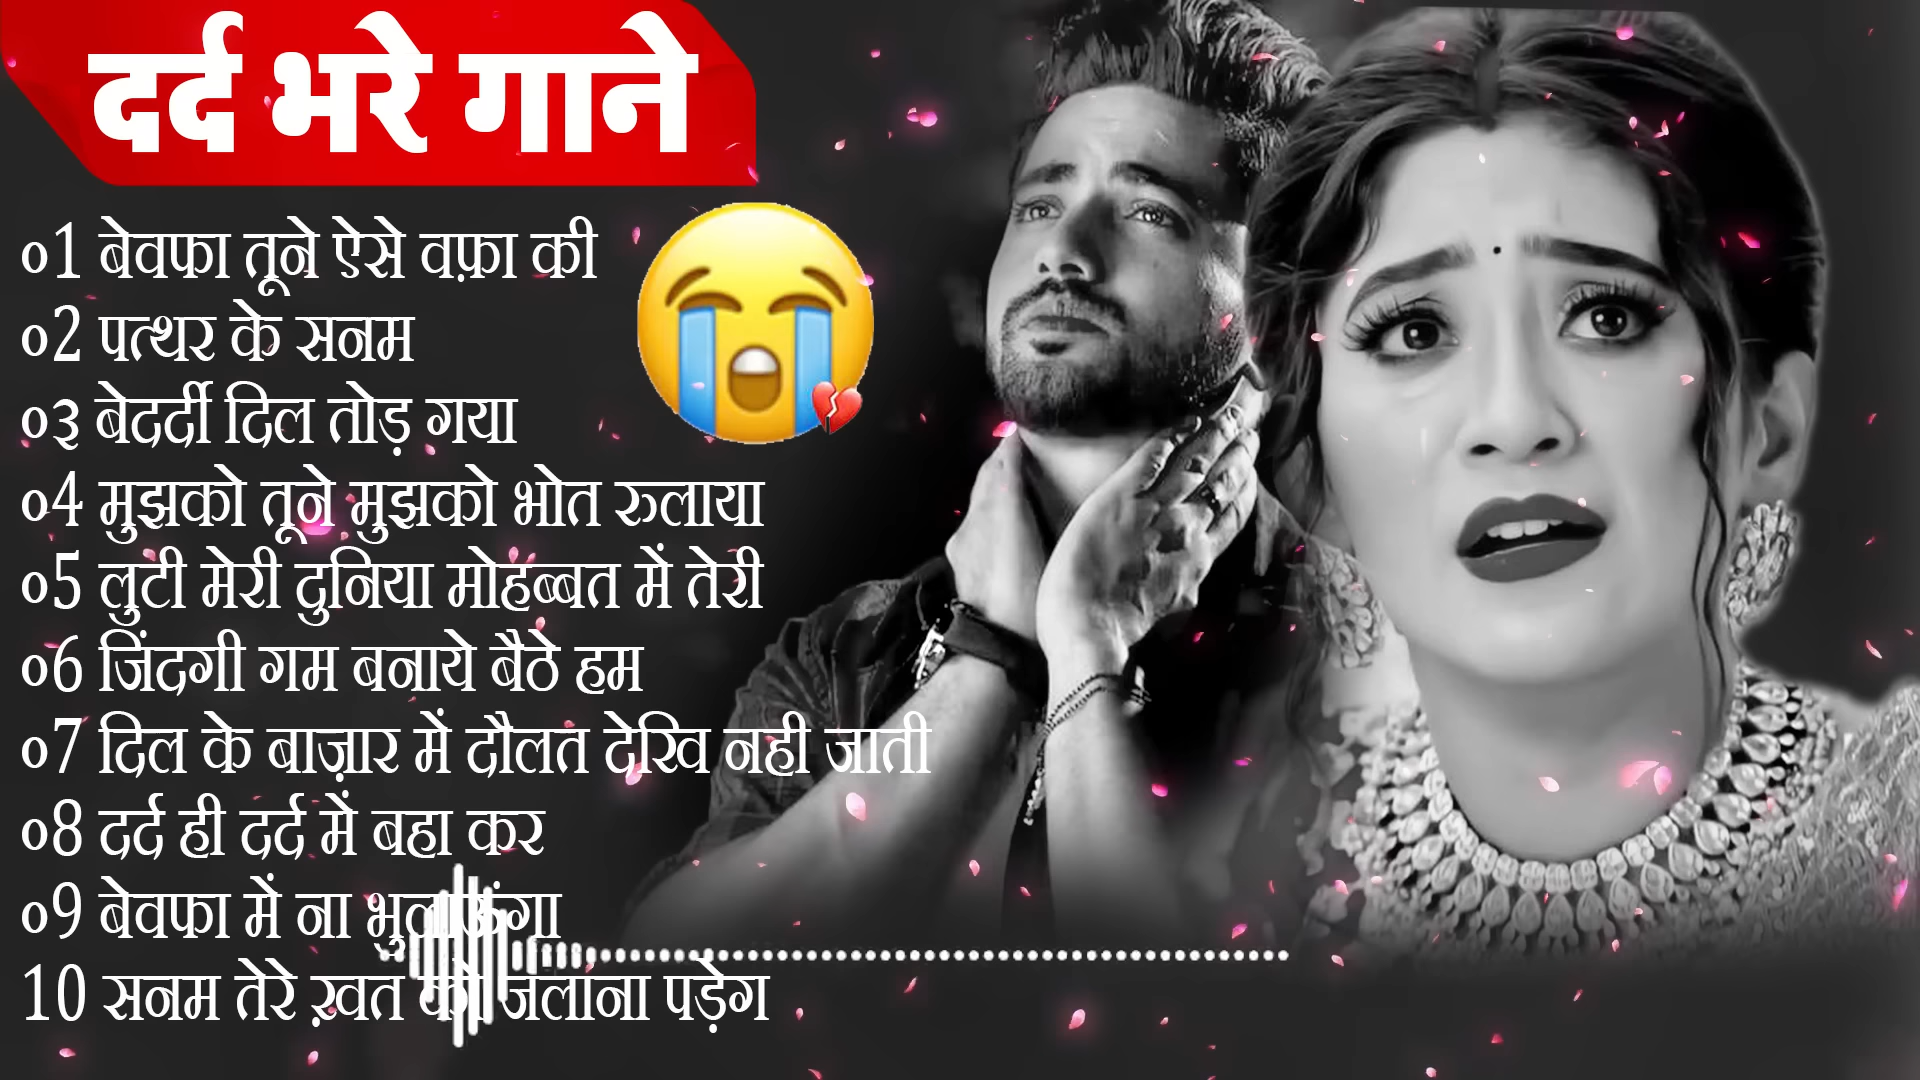 दर्द भरे गाने
०1 बेवफा तूने ऐसे वफ़ा की
०2 पत्थर के सनम
०३ बेदर्दी दिल तोड़ गया
०4 मुझको तूने मुझको भोत रुलाया
०5 लुटी मेरी दुनिया मोहब्बत में तेरी
०6 जिंदगी गम बनाये बैठे हम
०7 दिल के बाज़ार में दौलत देखि नही जाती
०8 दर्द ही दर्द में बहा कर
०9 बेवफा में ना भुलाऊंगा
10 सनम तेरे ख़त को जलाना पड़ेग